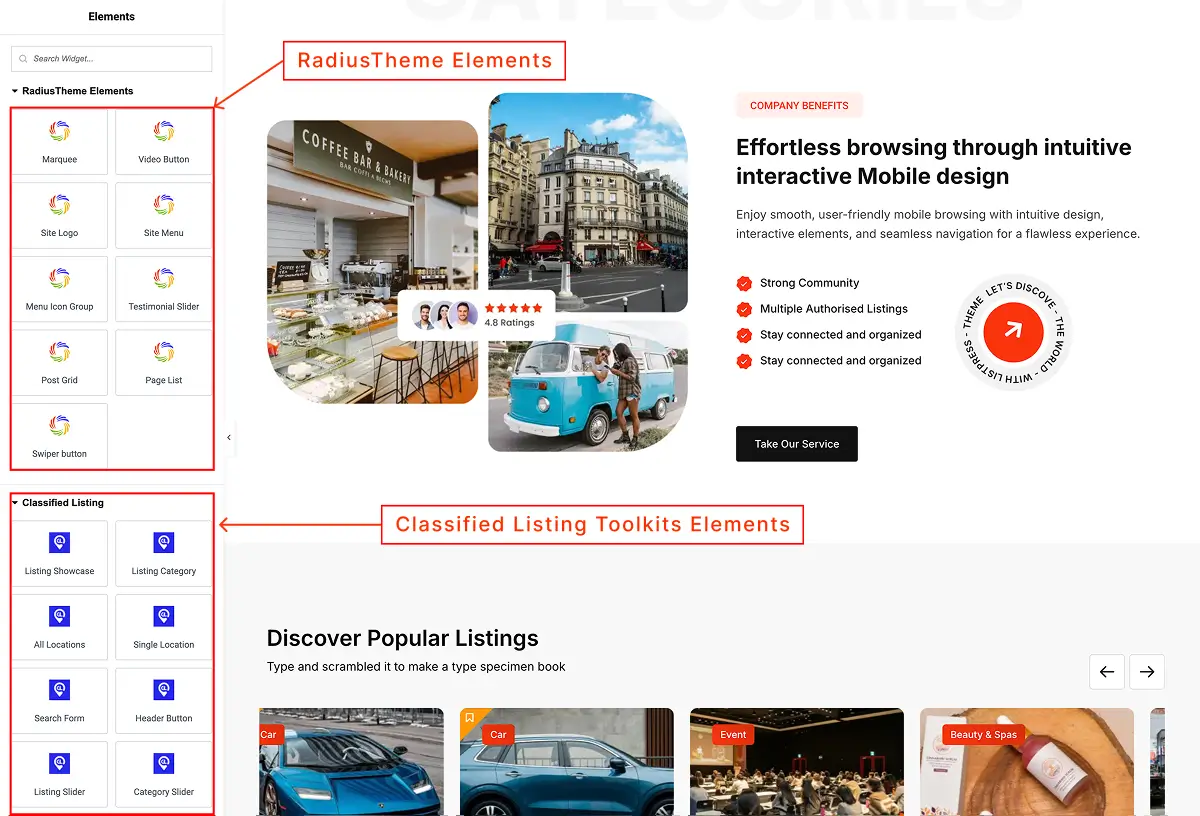 CATEGORIES
Elements
Search Widget...
RadiusTheme Elements
Marquee
Video Button
Site Logo
Site Menu
Menu Icon Group
Testimonial Slider
Post Grid
Page List
Swiper button
Classified Listing
Listing Showcase
Listing Category
All Locations
Single Location
Search Form
Header Button
Listing Slider
Category Slider
RadiusTheme Elements
COFFEE BAR & BAKERY
4.8 Ratings
COMPANY BENEFITS
Effortless browsing through intuitive
interactive Mobile design
Enjoy smooth, user-friendly mobile browsing with intuitive design,
interactive elements, and seamless navigation for a flawless experience.
Strong Community
Multiple Authorised Listings
Stay connected and organized
Stay connected and organized
LET'S DISCOVER - THE WORLD - WITH LISTPRESS - THEME
Take Our Service
Classified Listing Toolkits Elements
Discover Popular Listings
Type and scrambled it to make a type specimen book
Car
Car
Event
Beauty & Spas